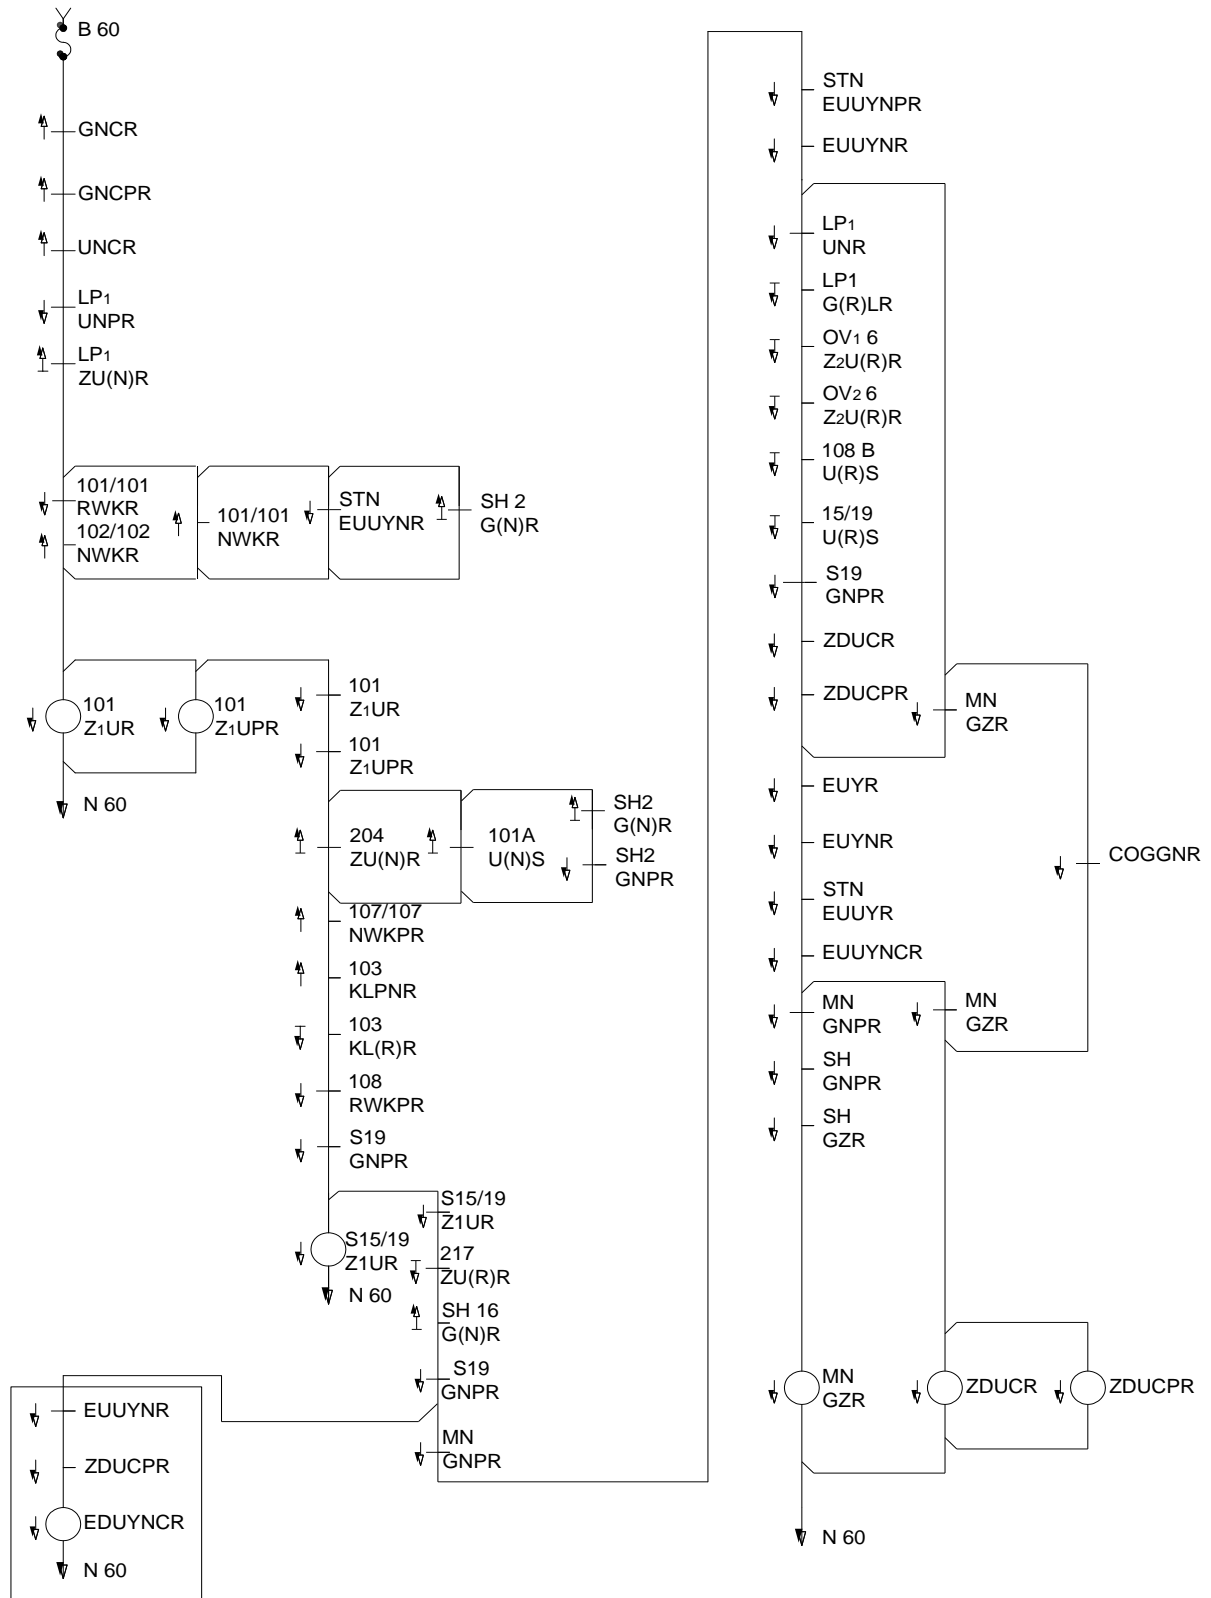 B 60
GNCR
GNCPR
UNCR
LP1
UNPR
LP1
ZU(N)R
101/101
RWKR
102/102
NWKR
101/101
NWKR
STN
EUUYNR
SH 2
G(N)R
101
Z1UR
101
Z1UPR
N 60
101
Z1UR
101
Z1UPR
204
ZU(N)R
101A
U(N)S
SH2
G(N)R
SH2
GNPR
107/107
NWKPR
103
KLPNR
103
KL(R)R
108
RWKPR
S19
GNPR
S15/19
Z1UR
N 60
S15/19
Z1UR
217
ZU(R)R
SH 16
G(N)R
S19
GNPR
MN
GNPR
EUUYNR
ZDUCPR
EDUYNCR
N 60
STN
EUUYNPR
EUUYNR
LP1
UNR
LP1
G(R)LR
OV1 6
Z2U(R)R
OV2 6
Z2U(R)R
108 B
U(R)S
15/19
U(R)S
S19
GNPR
ZDUCR
ZDUCPR
MN
GZR
EUYR
EUYNR
STN
EUUYR
EUUYNCR
COGGNR
MN
GNPR
MN
GZR
SH
GNPR
SH
GZR
MN
GZR
ZDUCR
ZDUCPR
N 60